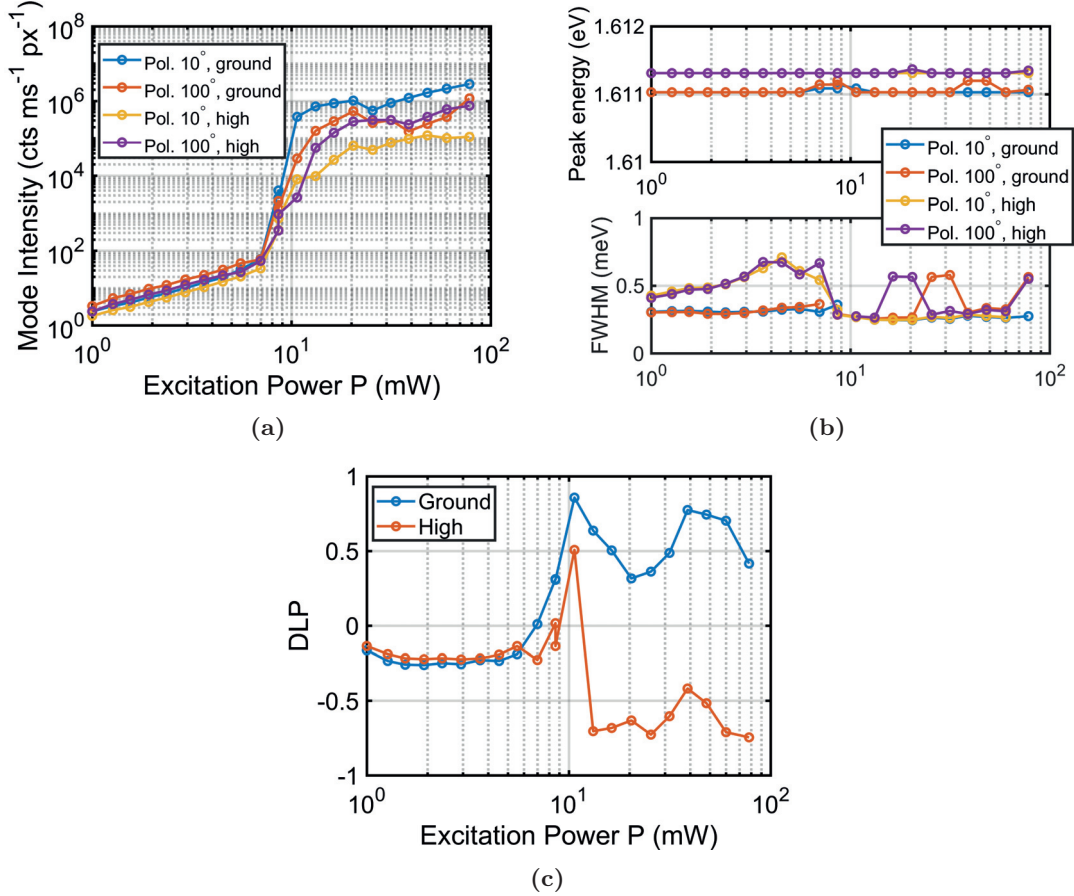 10^8
10^6
10^4
10^2
10^0
Mode Intensity (cts ms^-1 px^-1)
Pol. 10°, ground
Pol. 100°, ground
Pol. 10°, high
Pol. 100°, high
10^0
10^1
10^2
Excitation Power P (mW)
(a)
1.612
1.611
1.61
Peak energy (eV)
10^0
10^1
Pol. 10°, ground
Pol. 100°, ground
Pol. 10°, high
Pol. 100°, high
1
0.5
0
FWHM (meV)
10^0
10^1
10^2
Excitation Power P (mW)
(b)
1
0.5
0
-0.5
-1
DLP
Ground
High
10^0
10^1
10^2
Excitation Power P (mW)
(c)